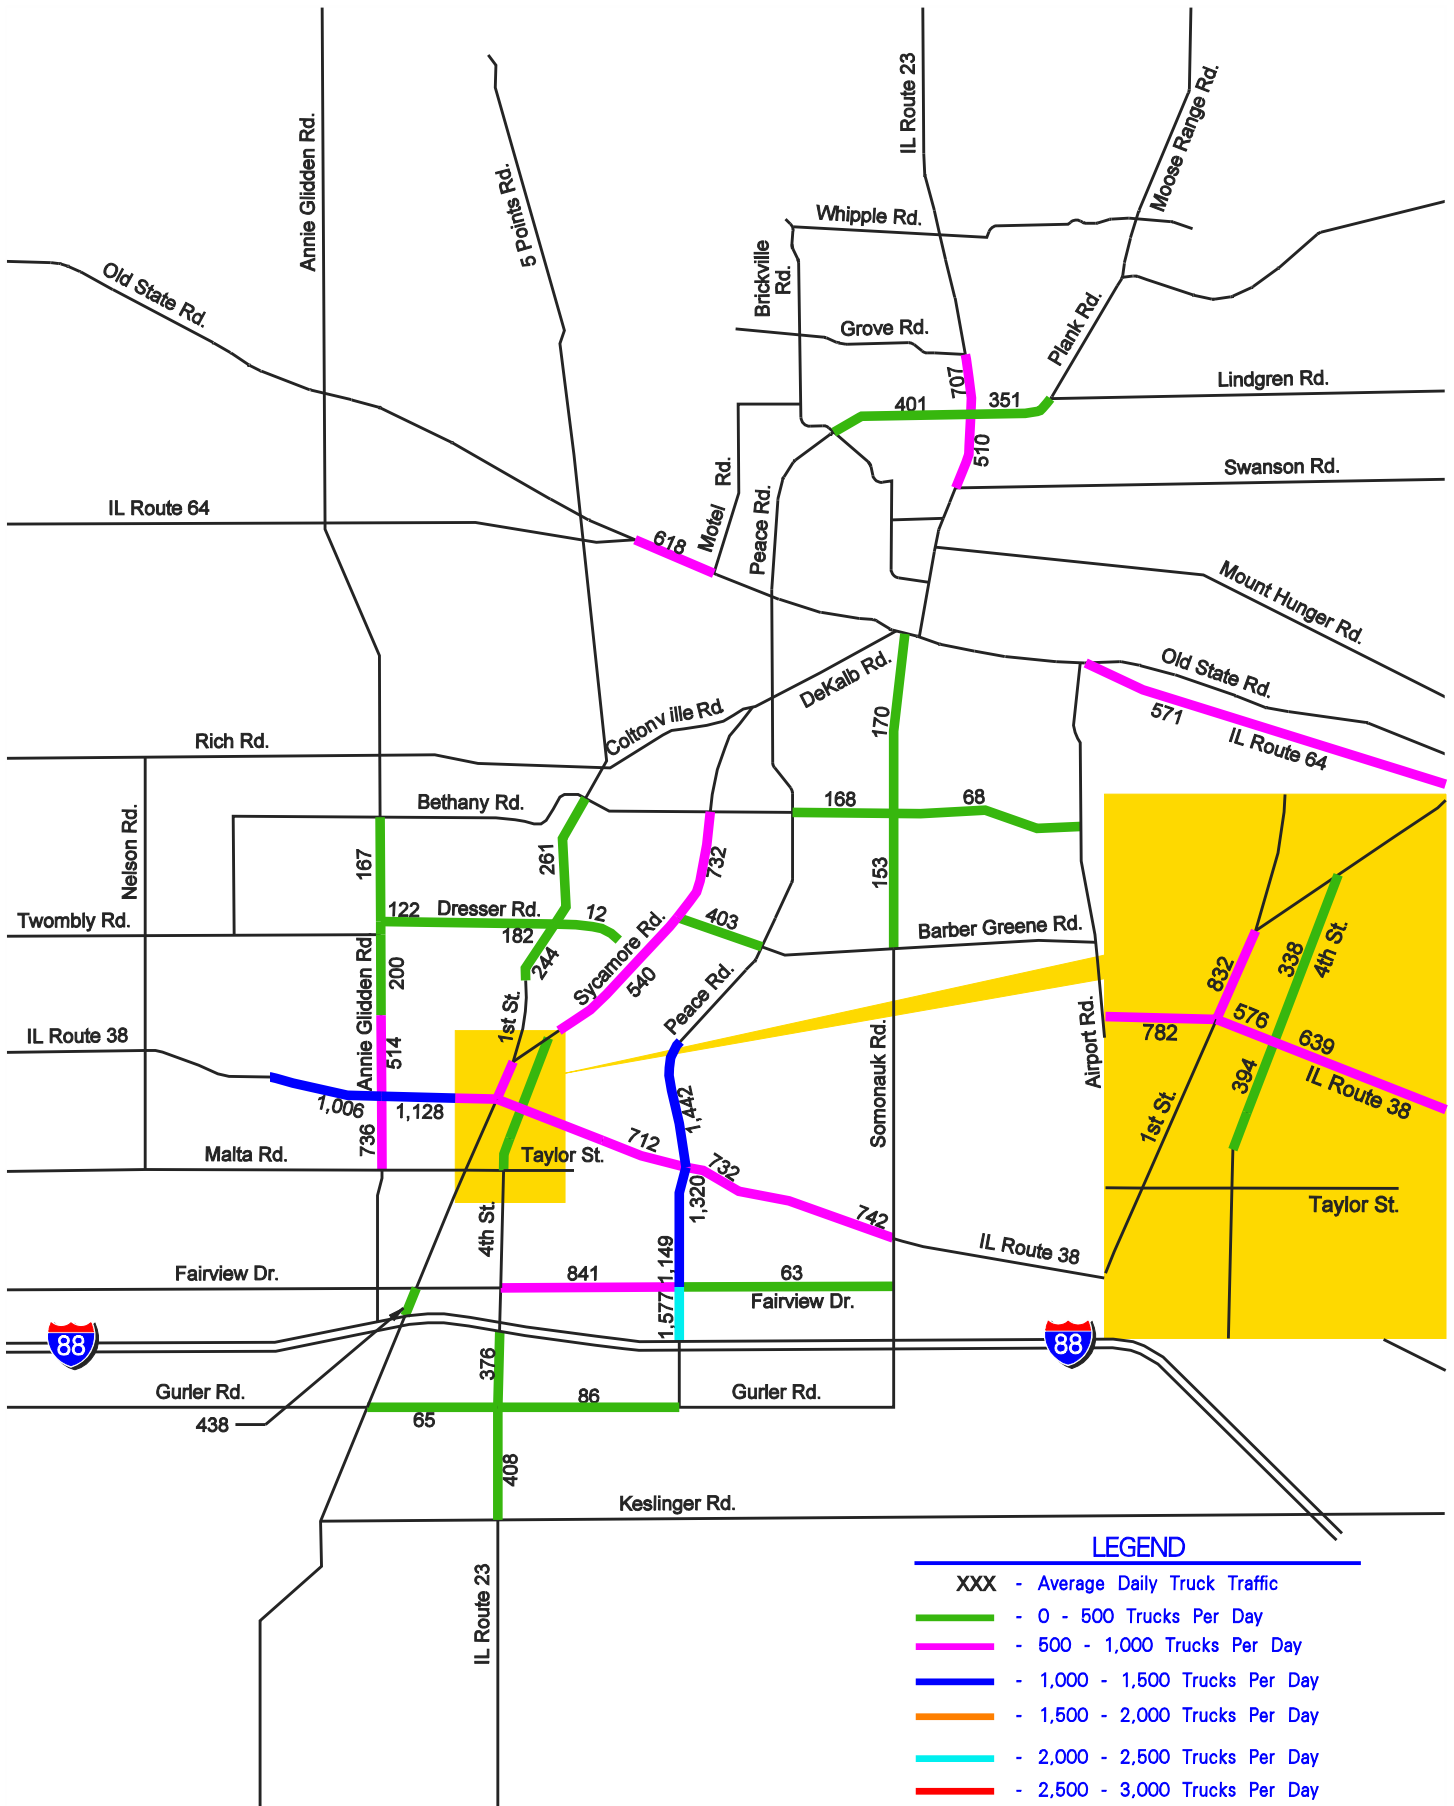 IL Route 23
Moose Range Rd.
Annie Glidden Rd.
5 Points Rd.
Whipple Rd.
Brickville
Rd.
Old State Rd.
Grove Rd.
Plank Rd.
707
401
351
Lindgren Rd.
510
Swanson Rd.
Motel Rd.
Peace Rd.
IL Route 64
618
Mount Hunger Rd.
Old State Rd.
DeKalb Rd.
571
IL Route 64
170
Coltonville Rd.
Rich Rd.
Bethany Rd.
168
68
Nelson Rd.
167
261
732
153
122
Dresser Rd.
12
403
Twombly Rd.
182
Sycamore Rd.
Barber Greene Rd.
200
244
540
Peace Rd.
338
4th St.
832
Annie Glidden Rd
1st St.
IL Route 38
514
Somonauk Rd.
Airport Rd.
782
576
639
IL Route 38
394
1,006
1,128
1,442
1st St.
736
712
732
Malta Rd.
Taylor St.
1,320
742
Taylor St.
4th St.
IL Route 38
1,149
Fairview Dr.
841
63
Fairview Dr.
1,577
88
88
376
Gurler Rd.
86
Gurler Rd.
438
65
408
Keslinger Rd.
IL Route 23
LEGEND
XXX - Average Daily Truck Traffic
- 0 - 500 Trucks Per Day
- 500 - 1,000 Trucks Per Day
- 1,000 - 1,500 Trucks Per Day
- 1,500 - 2,000 Trucks Per Day
- 2,000 - 2,500 Trucks Per Day
- 2,500 - 3,000 Trucks Per Day